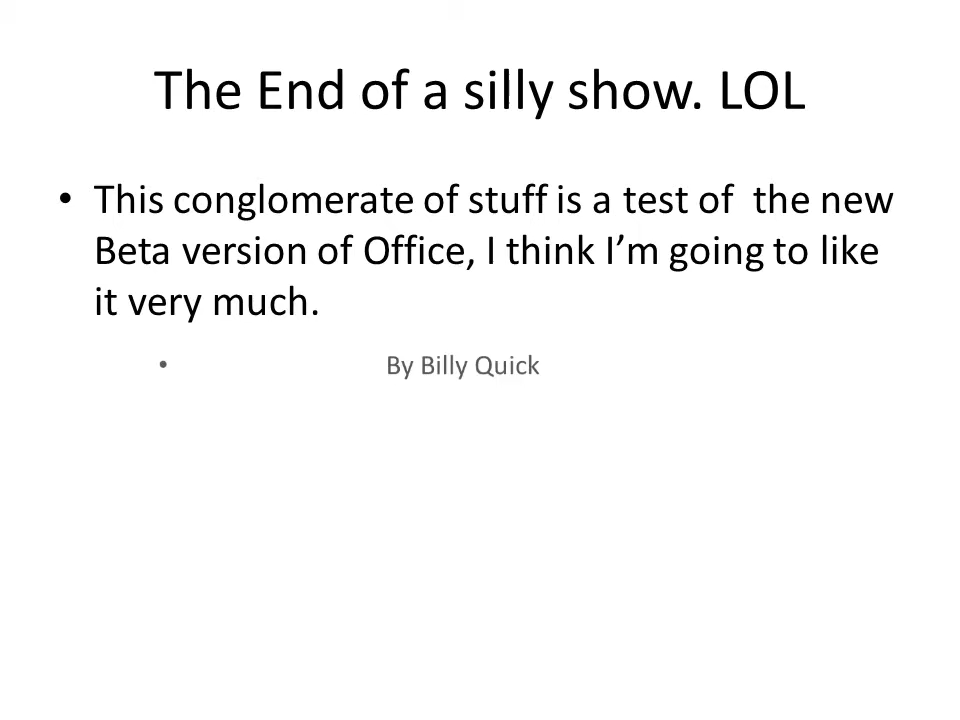 The End of a silly show. LOL
• This conglomerate of stuff is a test of  the new
Beta version of Office, I think I’m going to like
it very much.
• By Billy Quick